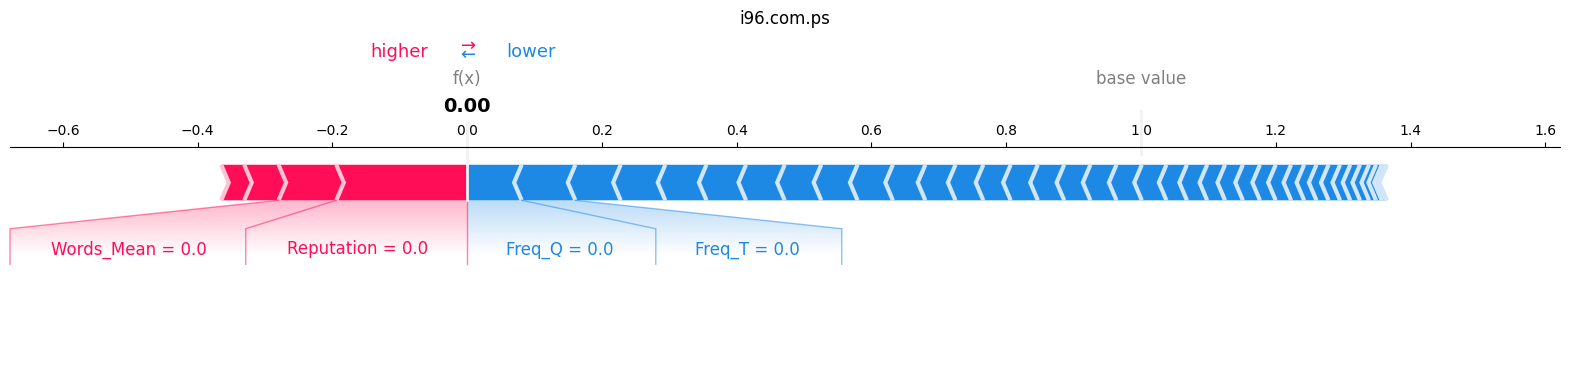 i96.com.ps
higher → ← lower
f(x) base value
0.00
−0.6 −0.4 −0.2 0 0 0.2 0.4 0.6 0.8 1 0 1.2 1.4 1.6
Words_Mean = 0.0 Reputation = 0.0 Freq_Q = 0.0 Freq_T = 0.0